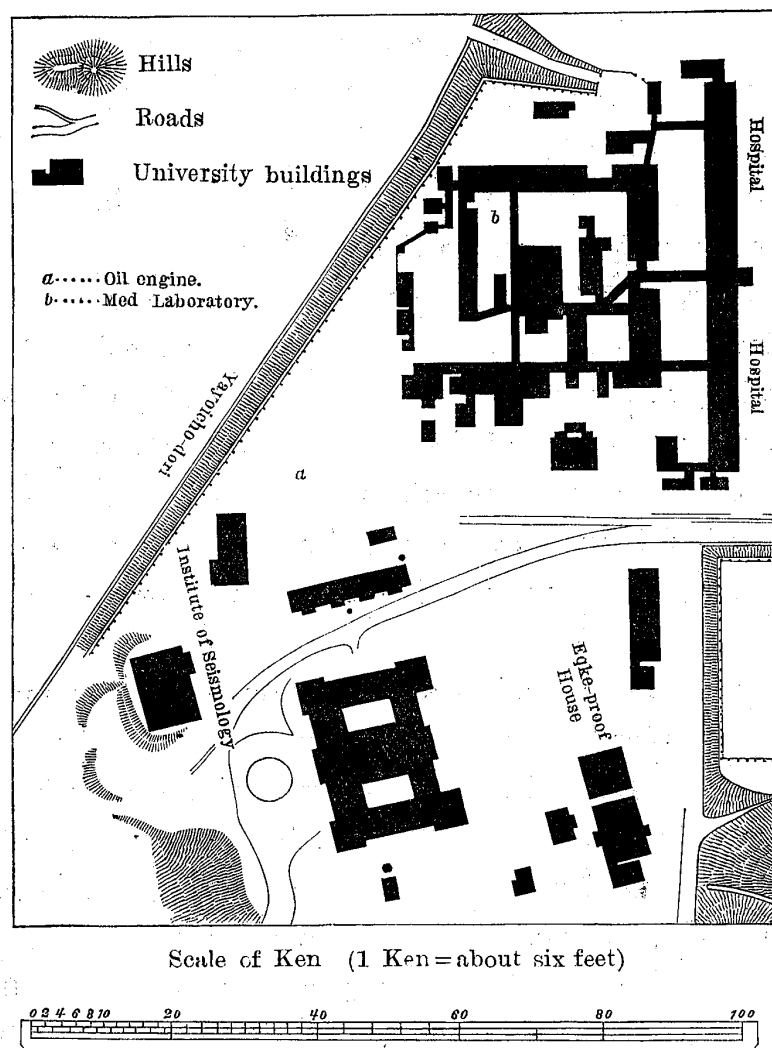 Hills
Roads
University buildings
a······Oil engine.
b······Med Laboratory.
Hospital
b
Hospital
Yayoicho-dori
a
Institute of Seismology
Eqke-proof
House
Scale of Ken (1 Ken=about six feet)
0 2 4 6 8 10 20 40 60 80 100